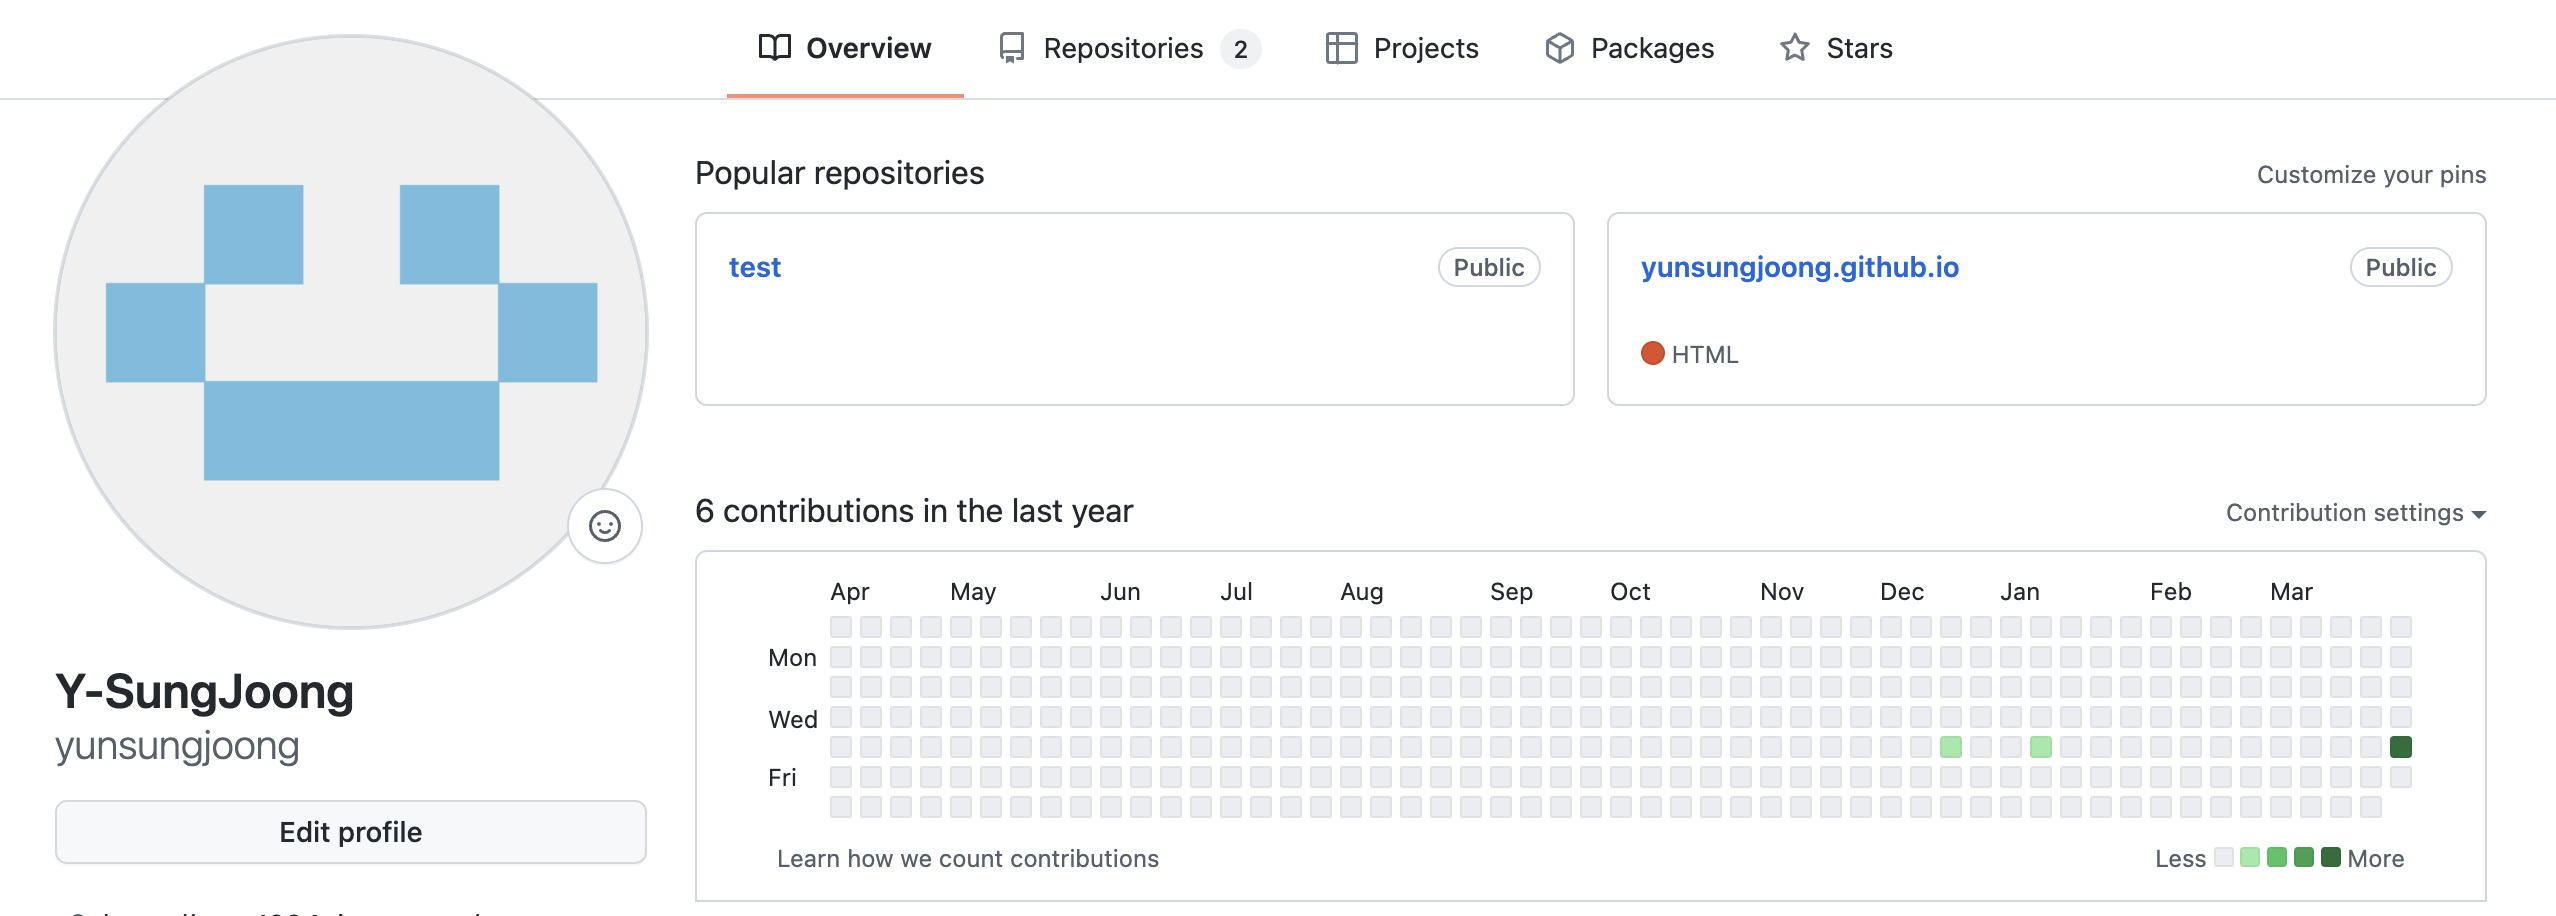 Overview Repositories 2 Projects Packages Stars
Popular repositories Customize your pins
test Public yunsungjoong.github.io Public
HTML
6 contributions in the last year Contribution settings
Apr May Jun Jul Aug Sep Oct Nov Dec Jan Feb Mar
Mon
Wed
Fri
Learn how we count contributions Less More
Y-SungJoong
yunsungjoong
Edit profile